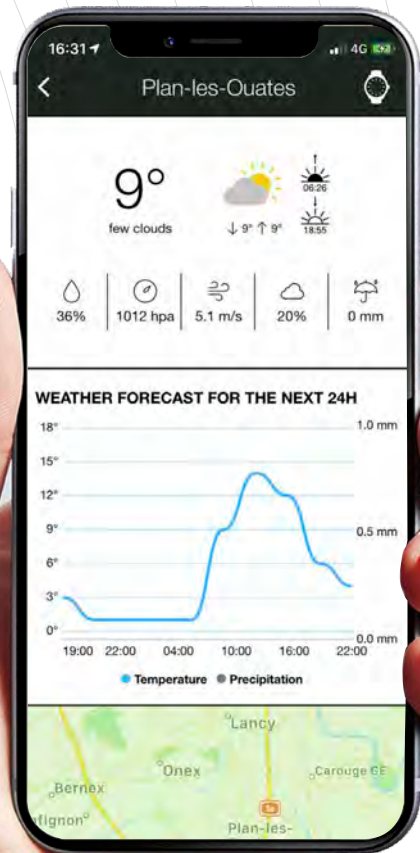 16:31 4G
Plan-les-Ouates
9°
few clouds
↓ 9° ↑ 9°
06:26
18:55
36% 1012 hpa 5.1 m/s 20% 0 mm
WEATHER FORECAST FOR THE NEXT 24H
18° 1.0 mm
15°
12°
9° 0.5 mm
6°
3°
0° 0.0 mm
19:00 22:00 04:00 10:00 16:00 22:00
Temperature Precipitation
Lancy
Onex Carouge GE
Bernex
Plan-les-